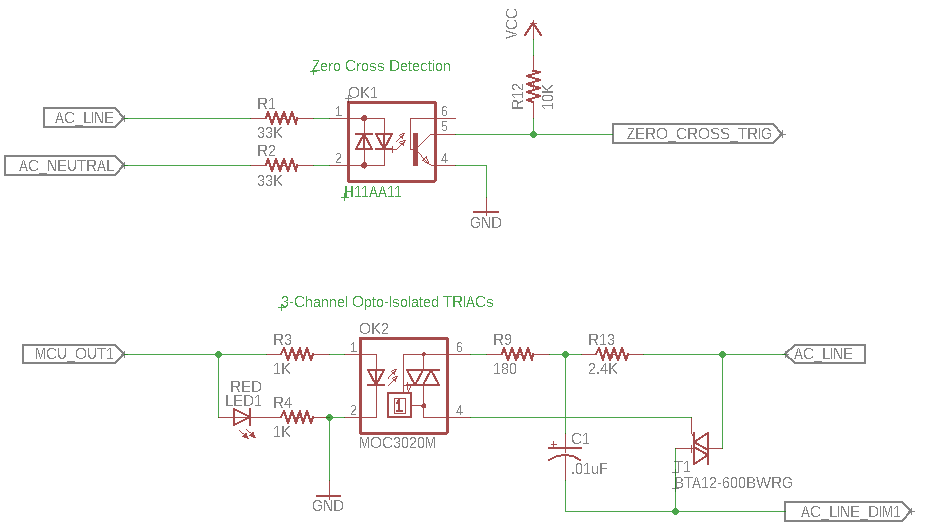 VCC
Zero Cross Detection
R12
10K
OK1
AC_LINE
R1
33K
1
6
5
ZERO_CROSS_TRIG
AC_NEUTRAL
R2
33K
2
4
H11AA11
GND
3-Channel Opto-Isolated TRIACs
OK2
MCU_OUT1
R3
1K
1
6
R9
180
R13
2.4K
AC_LINE
RED
LED1
R4
1K
2
4
1
MOC3020M
C1
.01uF
T1
BTA12-600BWRG
GND
AC_LINE_DIM1